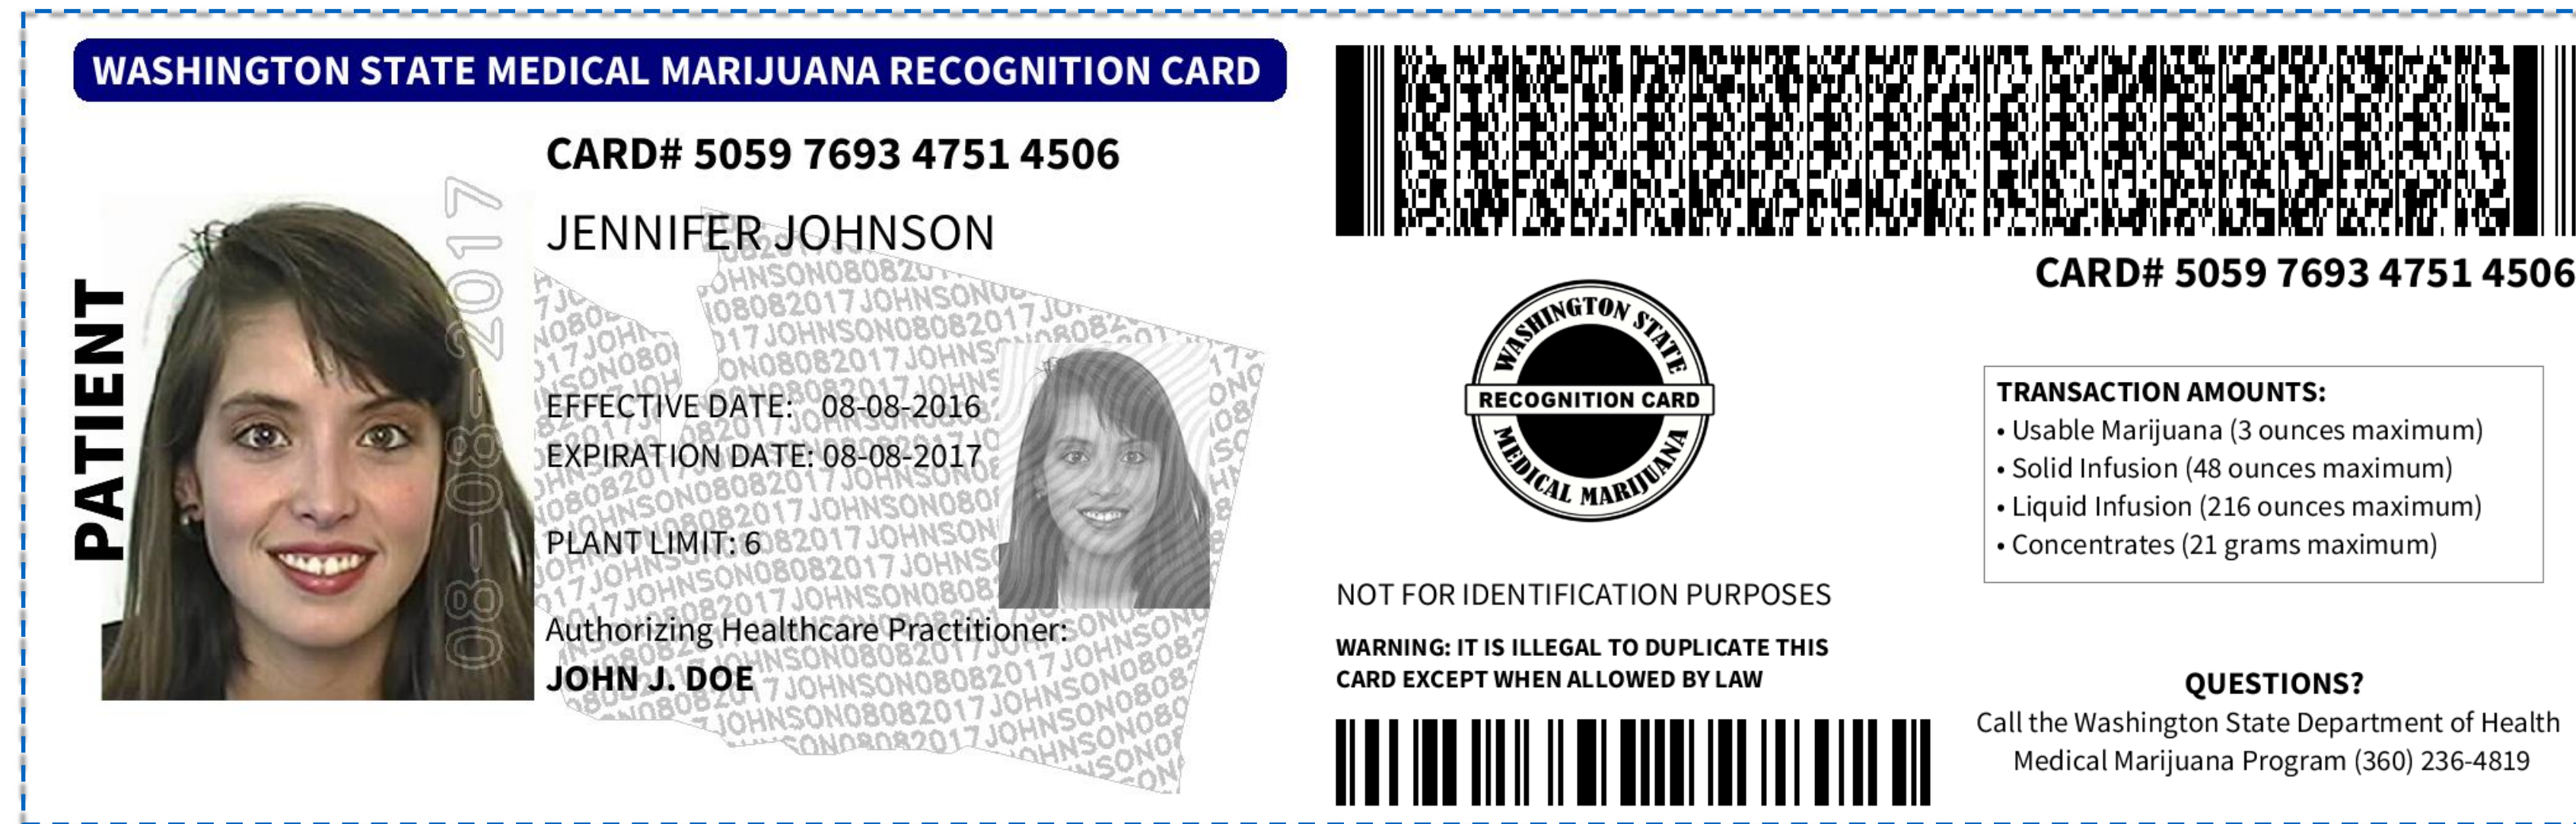 WASHINGTON STATE MEDICAL MARIJUANA RECOGNITION CARD
CARD# 5059 7693 4751 4506
JENNIFER JOHNSON
PATIENT
08-08-2017
EFFECTIVE DATE: 08-08-2016
EXPIRATION DATE: 08-08-2017
PLANT LIMIT: 6
Authorizing Healthcare Practitioner:
JOHN J. DOE
CARD# 5059 7693 4751 4506
WASHINGTON STATE
RECOGNITION CARD
MEDICAL MARIJUANA
TRANSACTION AMOUNTS:
• Usable Marijuana (3 ounces maximum)
• Solid Infusion (48 ounces maximum)
• Liquid Infusion (216 ounces maximum)
• Concentrates (21 grams maximum)
NOT FOR IDENTIFICATION PURPOSES
WARNING: IT IS ILLEGAL TO DUPLICATE THIS
CARD EXCEPT WHEN ALLOWED BY LAW
QUESTIONS?
Call the Washington State Department of Health
Medical Marijuana Program (360) 236-4819